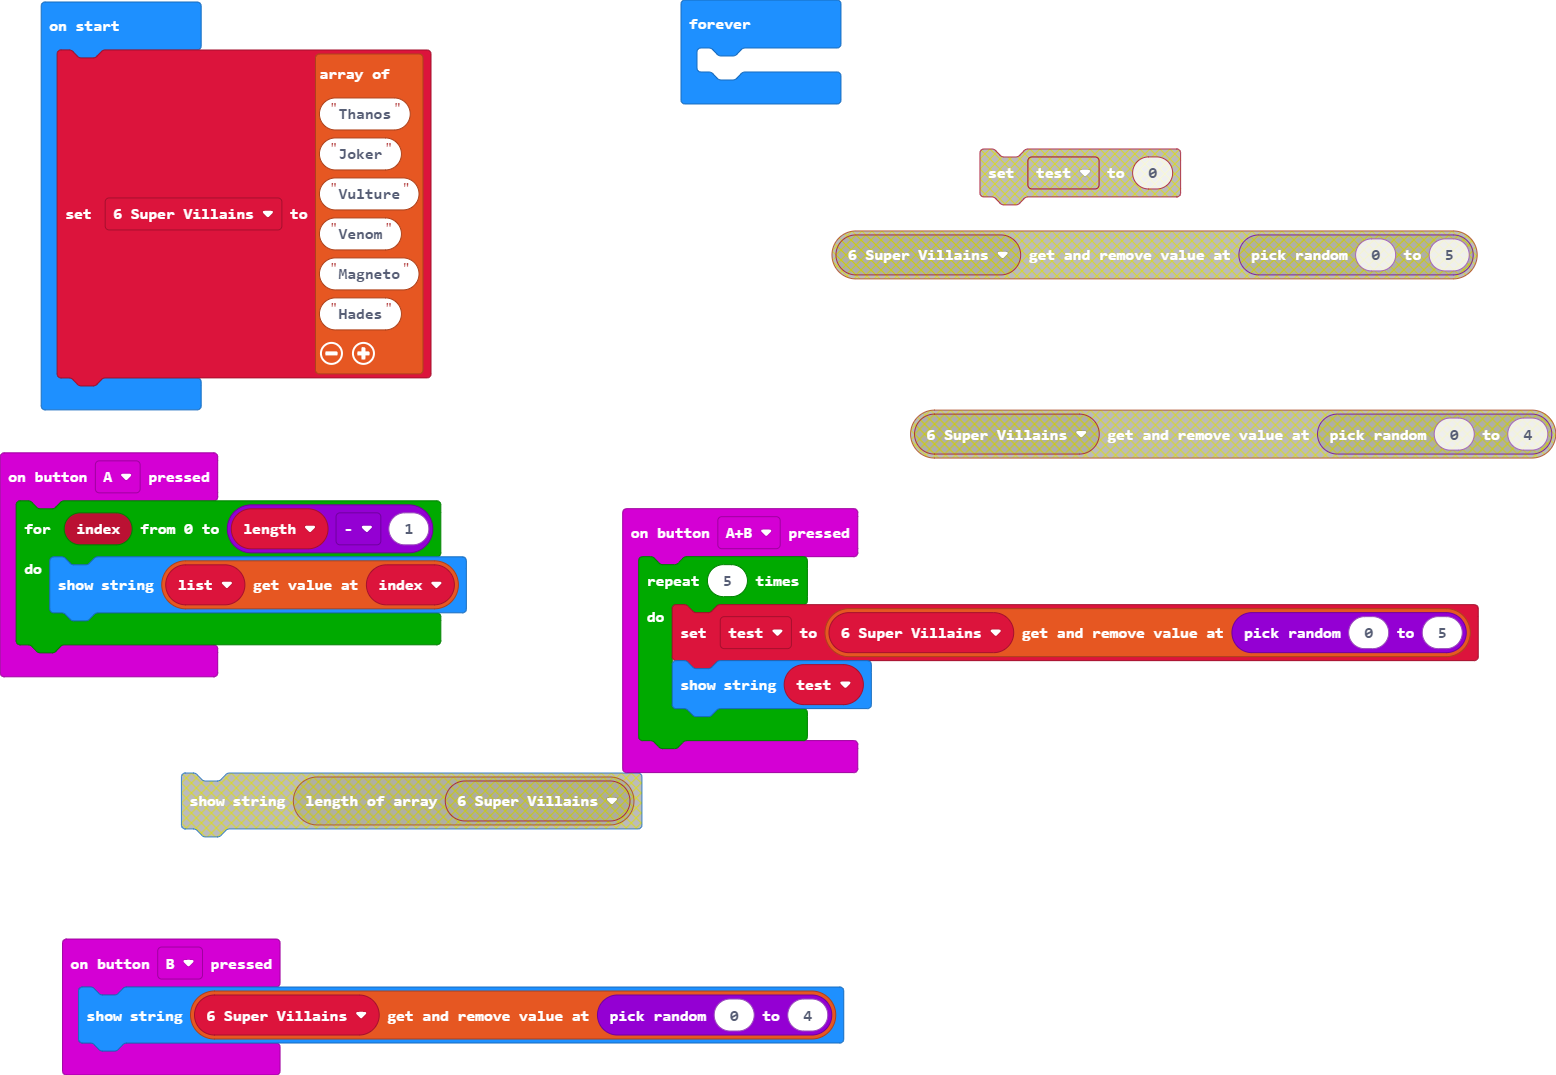 on start
set 6 Super Villains to
array of
"Thanos"
"Joker"
"Vulture"
"Venom"
"Magneto"
"Hades"
forever
set test to 0
6 Super Villains get and remove value at pick random 0 to 5
6 Super Villains get and remove value at pick random 0 to 4
on button A pressed
for index from 0 to length - 1
do
show string list get value at index
on button A+B pressed
repeat 5 times
do
set test to 6 Super Villains get and remove value at pick random 0 to 5
show string test
show string length of array 6 Super Villains
on button B pressed
show string 6 Super Villains get and remove value at pick random 0 to 4